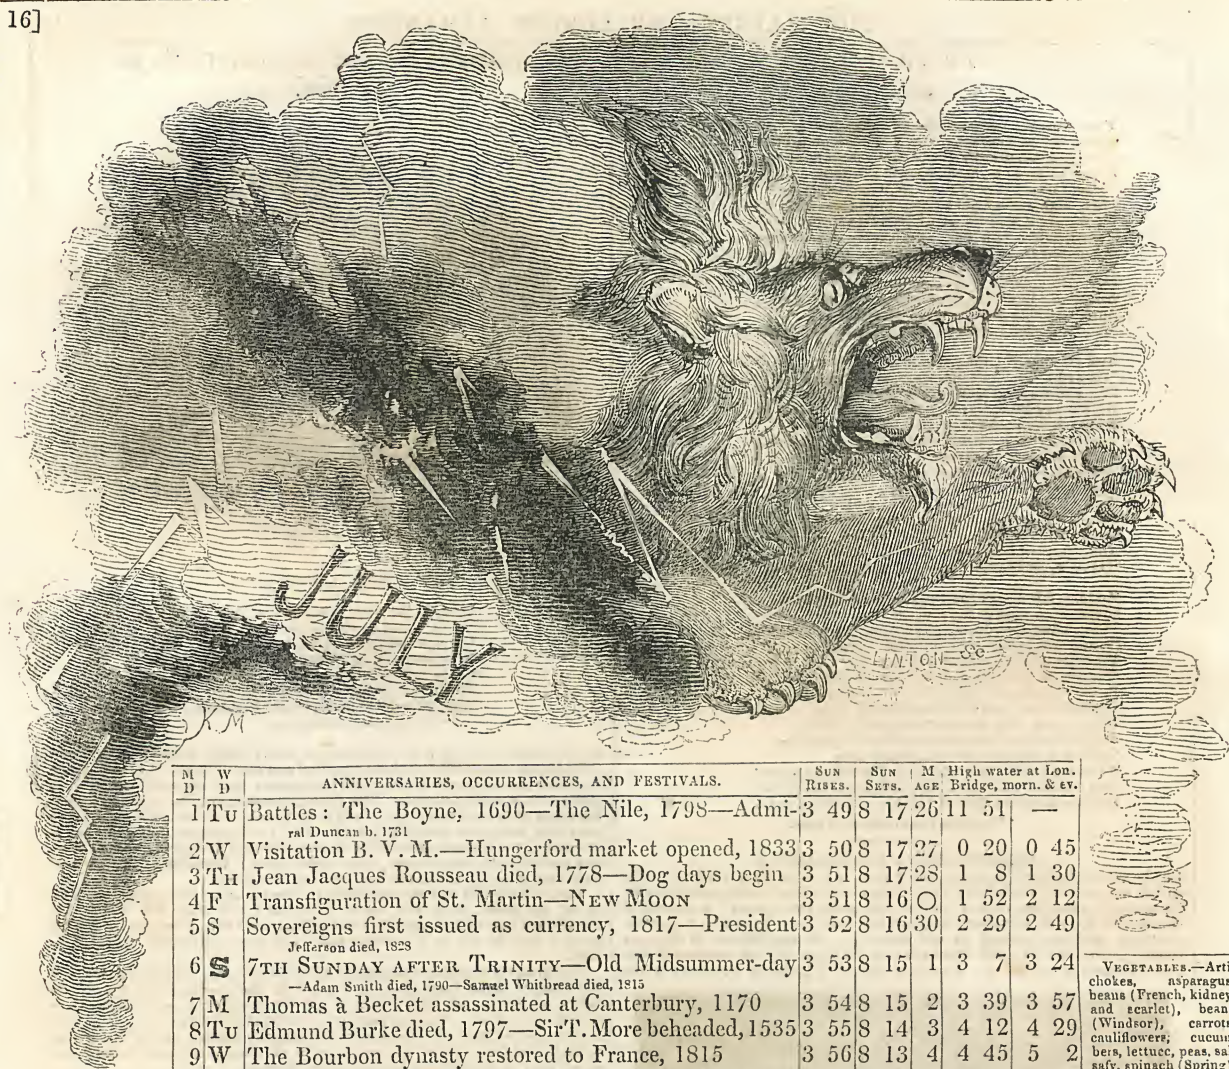 16]
JULY
LINTON Sc
K.M
M D | W D | ANNIVERSARIES, OCCURRENCES, AND FESTIVALS. | SUN RISES. | SUN SETS. | M AGE | High water at Lon. Bridge, morn. & ev.
1 TU Battles: The Boyne, 1690—The Nile, 1798—Admi- 3 49 8 17 26 11 51 —
ral Duncan b. 1731
2 W Visitation B. V. M.—Hungerford market opened, 1833 3 50 8 17 27 0 20 0 45
3 TH Jean Jacques Rousseau died, 1778—Dog days begin 3 51 8 17 28 1 8 1 30
4 F Transfiguration of St. Martin—NEW MOON 3 51 8 16 O 1 52 2 12
5 S Sovereigns first issued as currency, 1817—President 3 52 8 16 30 2 29 2 49
Jefferson died, 1828
6 S 7TH SUNDAY AFTER TRINITY—Old Midsummer-day 3 53 8 15 1 3 7 3 24
—Adam Smith died, 1790—Samuel Whitbread died, 1815
7 M Thomas à Becket assassinated at Canterbury, 1170 3 54 8 15 2 3 39 3 57
8 TU Edmund Burke died, 1797—Sir T. More beheaded, 1535 3 55 8 14 3 4 12 4 29
9 W The Bourbon dynasty restored to France, 1815 3 56 8 13 4 4 45 5 2
VEGETABLES.—Arti
chokes, asparagus
beans (French, kidney
and scarlet), bean
(Windsor), carrot
cauliflowers, cucum
bers, lettuce, peas, sal
safy, spinach (Spring)